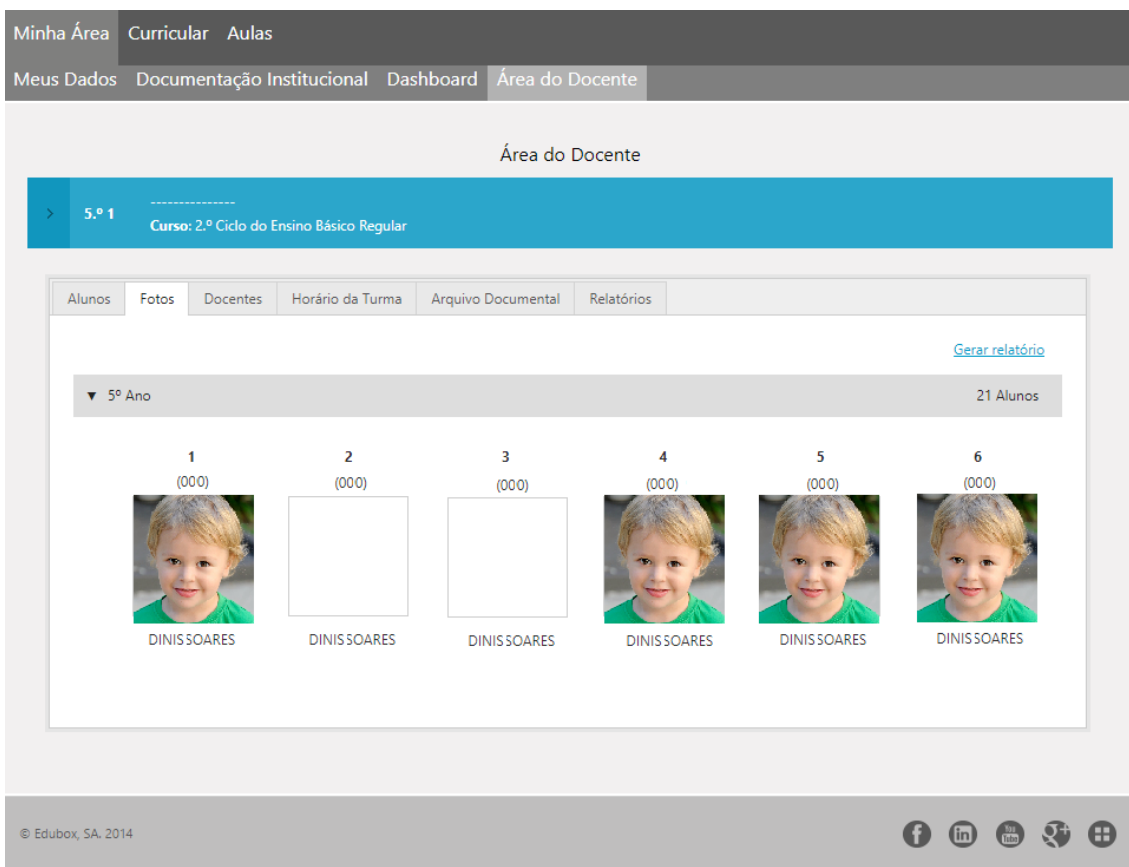 Minha Área Curricular Aulas
Meus Dados Documentação Institucional Dashboard Área do Docente
Área do Docente
5.º 1
---------------
Curso: 2.º Ciclo do Ensino Básico Regular
Alunos Fotos Docentes Horário da Turma Arquivo Documental Relatórios
Gerar relatório
▼ 5º Ano 21 Alunos
1 2 3 4 5 6
(000) (000) (000) (000) (000) (000)
DINIS SOARES DINIS SOARES DINIS SOARES DINIS SOARES DINIS SOARES DINIS SOARES
© Edubox, SA. 2014
You Tube